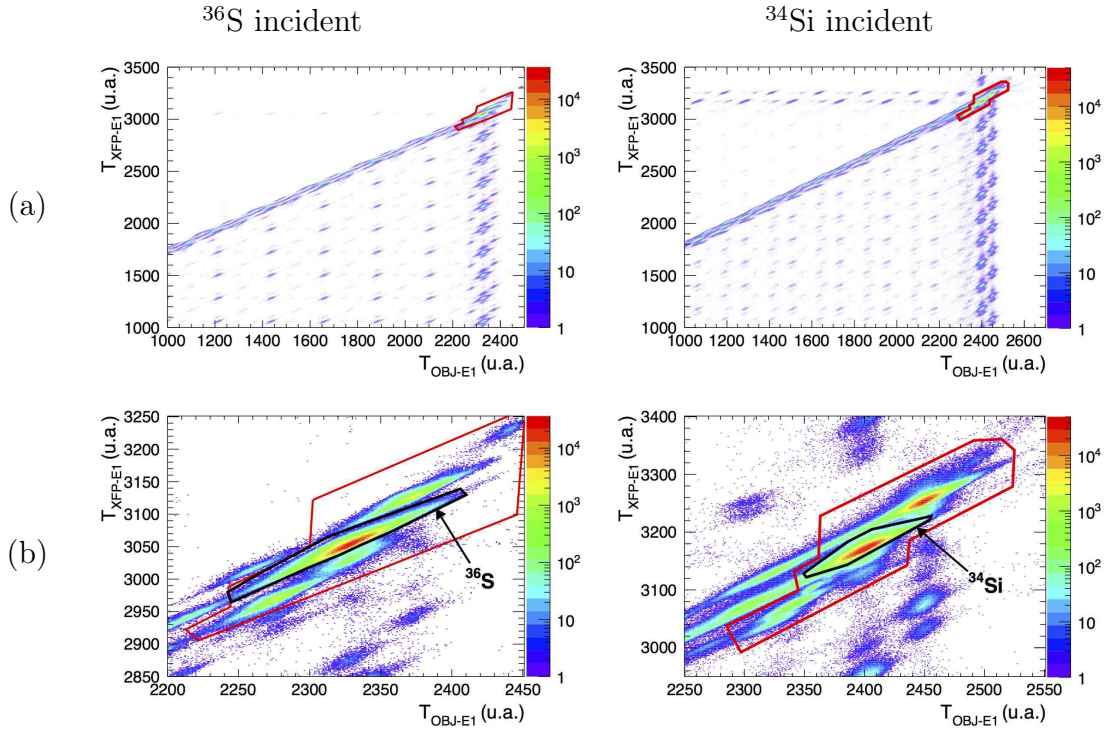 ³⁶S incident
³⁴Si incident
(a)
T_XFP-E1 (u.a.)
3500
3000
2500
2000
1500
1000
1000 1200 1400 1600 1800 2000 2200 2400
T_OBJ-E1 (u.a.)
10⁴
10³
10²
10
1
T_XFP-E1 (u.a.)
3500
3000
2500
2000
1500
1000
1000 1200 1400 1600 1800 2000 2200 2400 2600
T_OBJ-E1 (u.a.)
10⁴
10³
10²
10
1
(b)
T_XFP-E1 (u.a.)
3250
3200
3150
3100
3050
3000
2950
2900
2850
2200 2250 2300 2350 2400 2450
T_OBJ-E1 (u.a.)
³⁶S
10⁴
10³
10²
10
1
T_XFP-E1 (u.a.)
3400
3300
3200
3100
3000
2250 2300 2350 2400 2450 2500 2550
T_OBJ-E1 (u.a.)
³⁴Si
10⁴
10³
10²
10
1